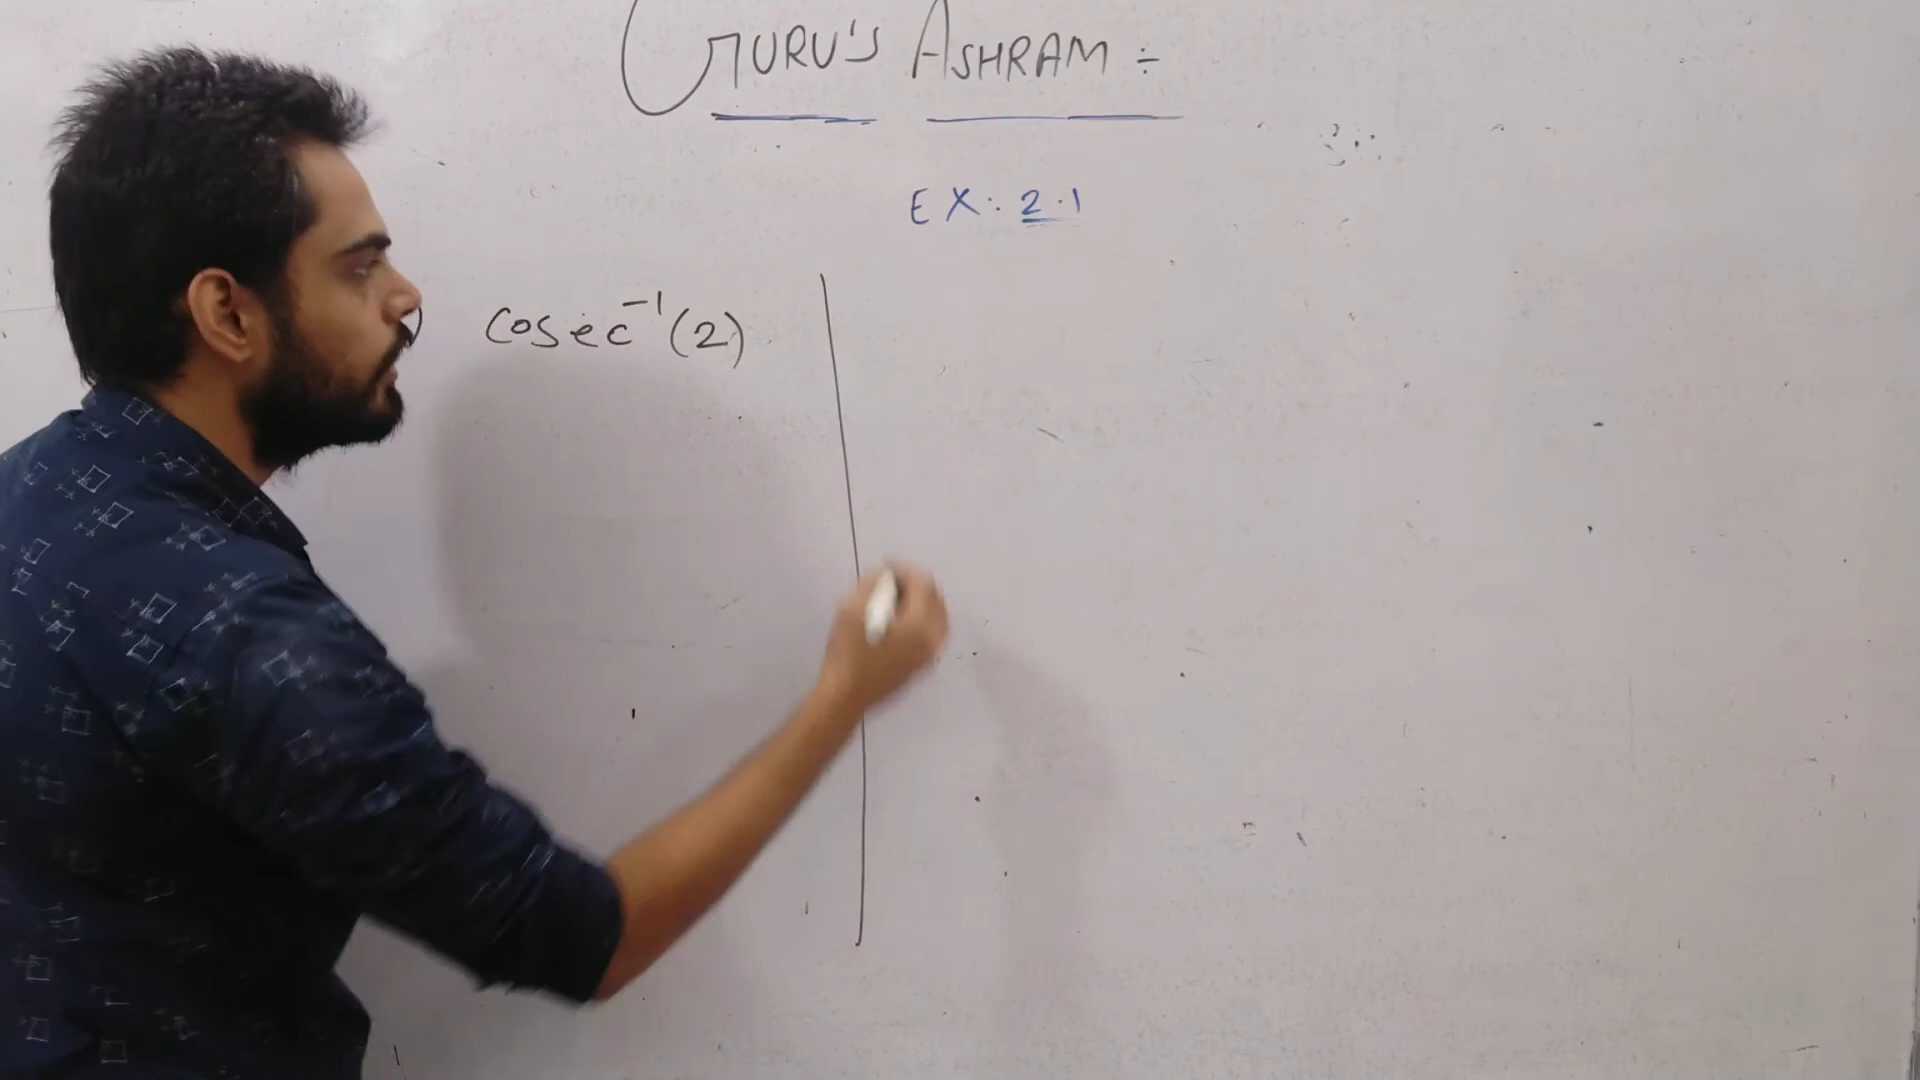 GURU'S ASHRAM ÷
EX:. 2.1
) cosec⁻¹(2)